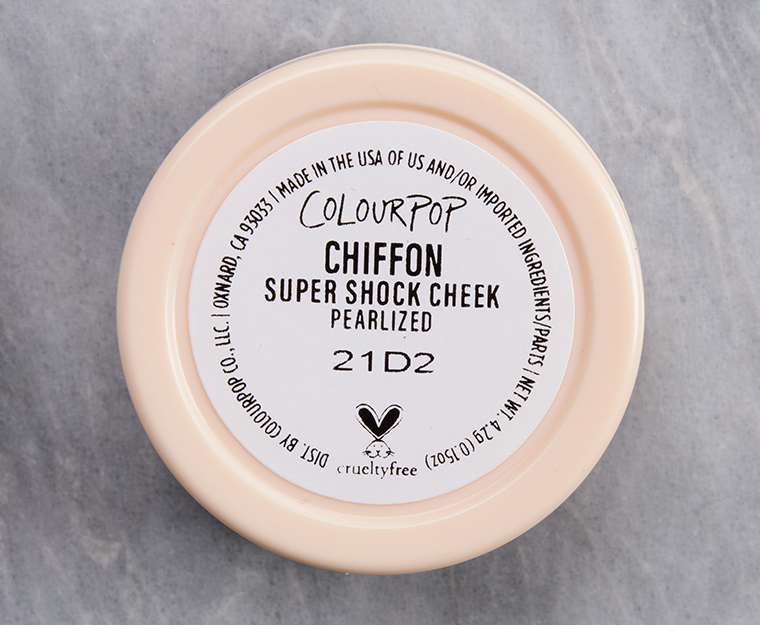 DIST. BY COLOURPOP CO., LLC. | OXNARD, CA 93033 | MADE IN THE USA OF US AND/OR IMPORTED INGREDIENTS/PARTS | NET WT. 4.2g (0.15oz)
COLOURPOP
CHIFFON
SUPER SHOCK CHEEK
PEARLIZED
21D2
crueltyfree